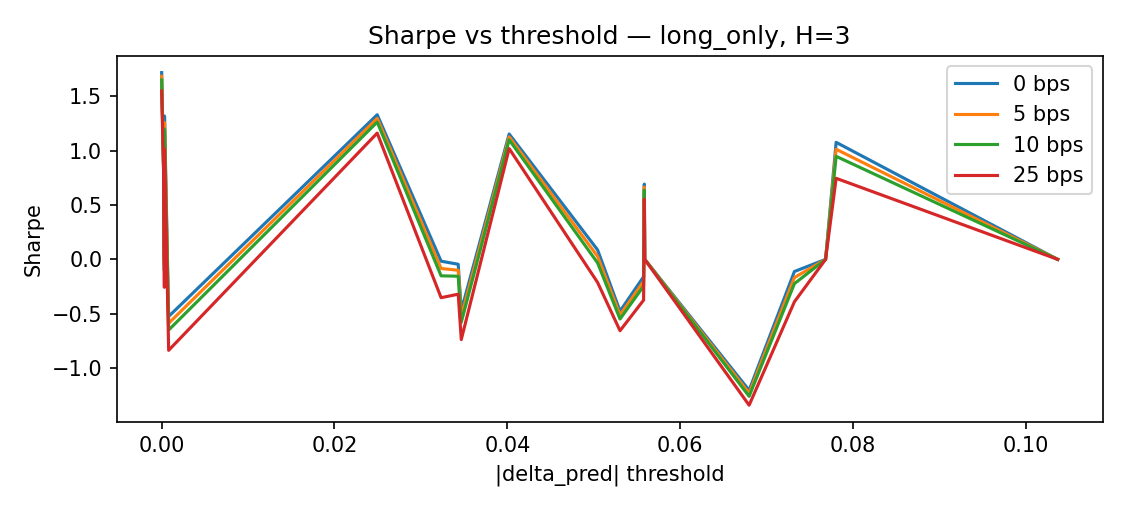 Sharpe vs threshold — long_only, H=3
Sharpe
1.5
1.0
0.5
0.0
−0.5
−1.0
0 bps
5 bps
10 bps
25 bps
0.00 0.02 0.04 0.06 0.08 0.10
|delta_pred| threshold